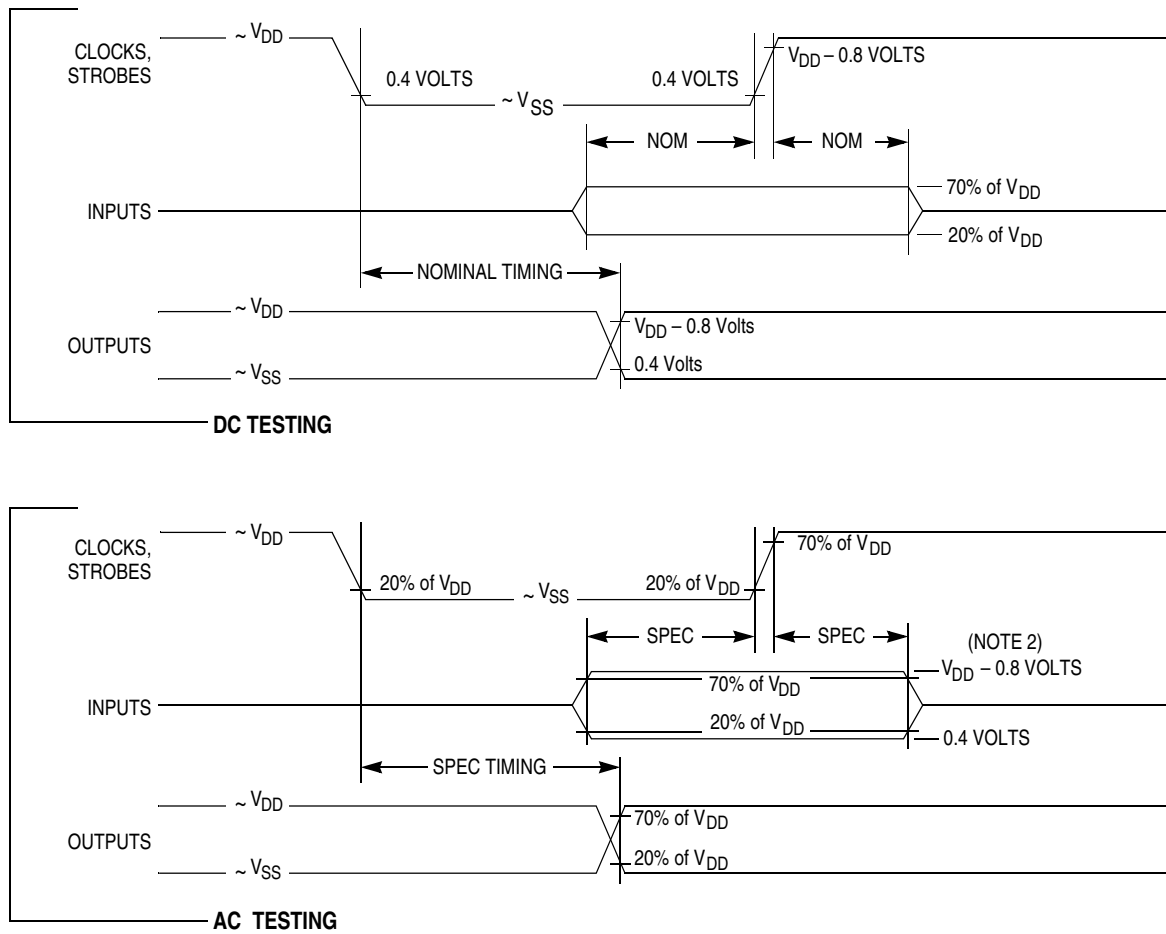 ~ VDD
CLOCKS,
STROBES
0.4 VOLTS
~ VSS
0.4 VOLTS
VDD – 0.8 VOLTS
NOM
NOM
INPUTS
70% of VDD
20% of VDD
NOMINAL TIMING
~ VDD
OUTPUTS
~ VSS
VDD – 0.8 Volts
0.4 Volts
DC TESTING
~ VDD
CLOCKS,
STROBES
20% of VDD
~ VSS
20% of VDD
70% of VDD
SPEC
SPEC
(NOTE 2)
VDD – 0.8 VOLTS
70% of VDD
INPUTS
20% of VDD
0.4 VOLTS
SPEC TIMING
~ VDD
OUTPUTS
~ VSS
70% of VDD
20% of VDD
AC TESTING